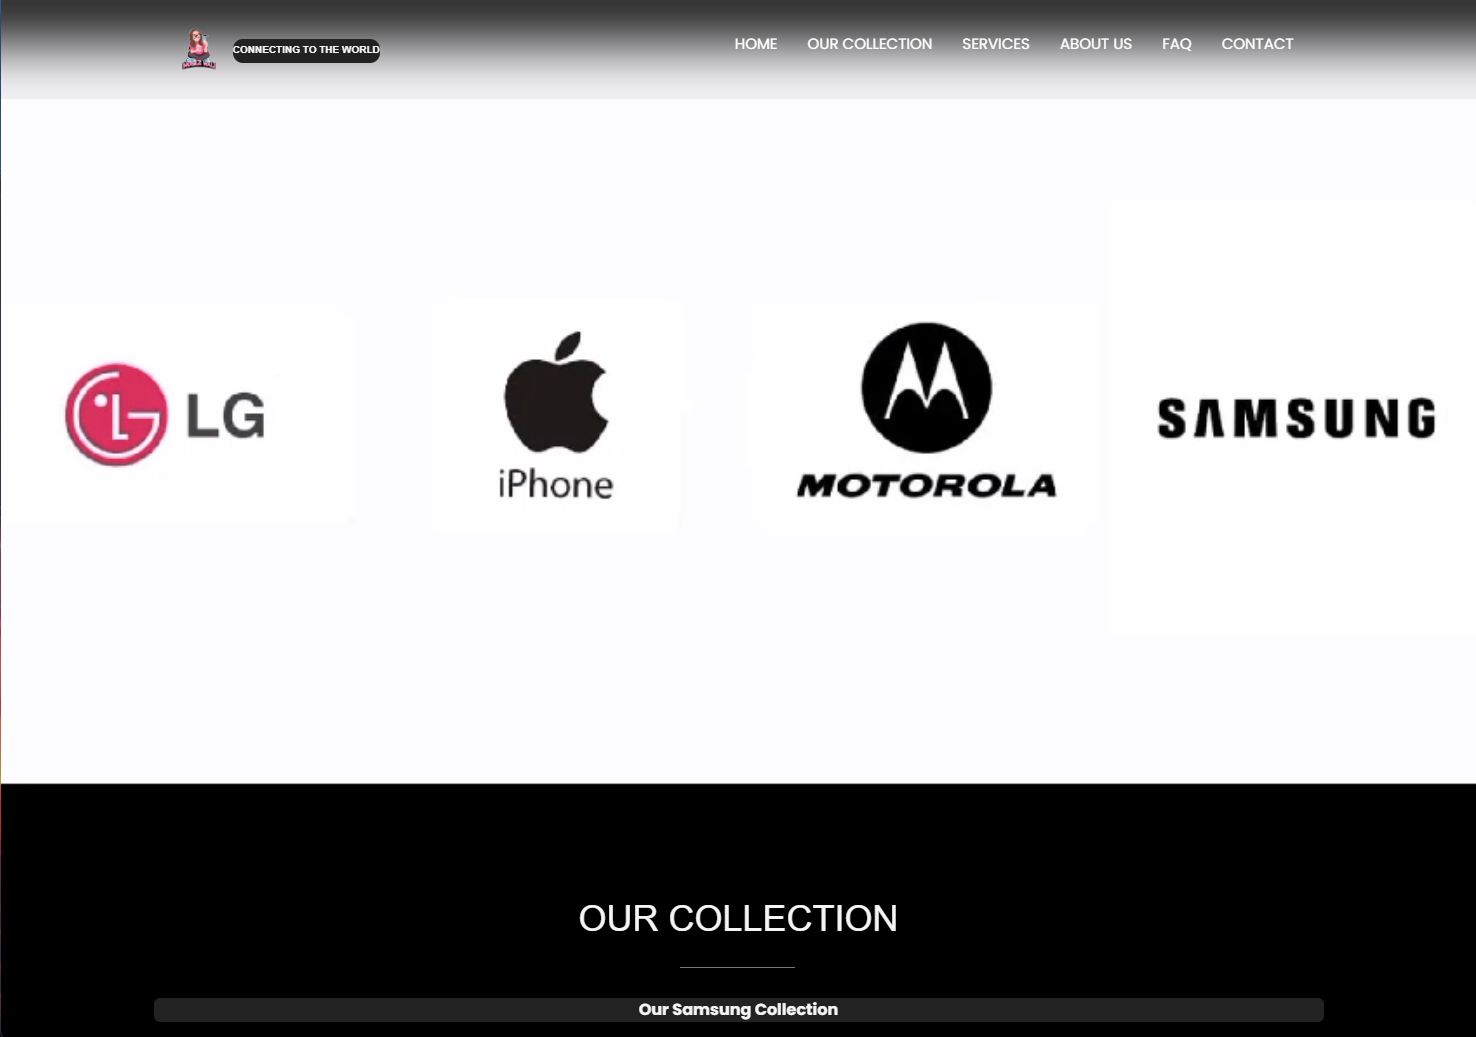 CONNECTING TO THE WORLD
HOME OUR COLLECTION SERVICES ABOUT US FAQ CONTACT
LG
iPhone
MOTOROLA
SAMSUNG
OUR COLLECTION
Our Samsung Collection